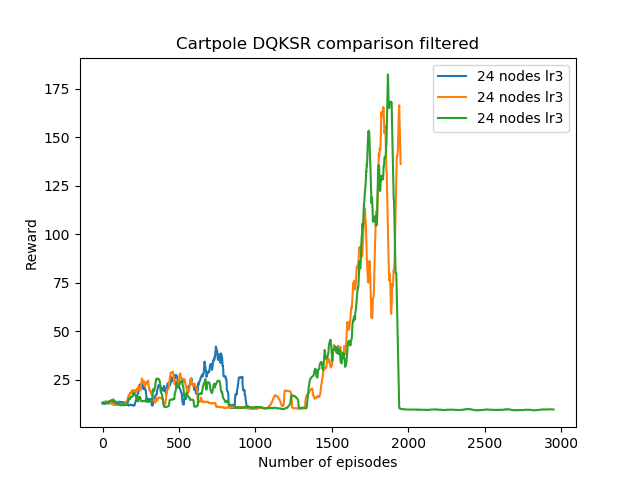 Cartpole DQKSR comparison filtered
24 nodes lr3
24 nodes lr3
24 nodes lr3
175
150
125
100
75
50
25
Reward
0 500 1000 1500 2000 2500 3000
Number of episodes